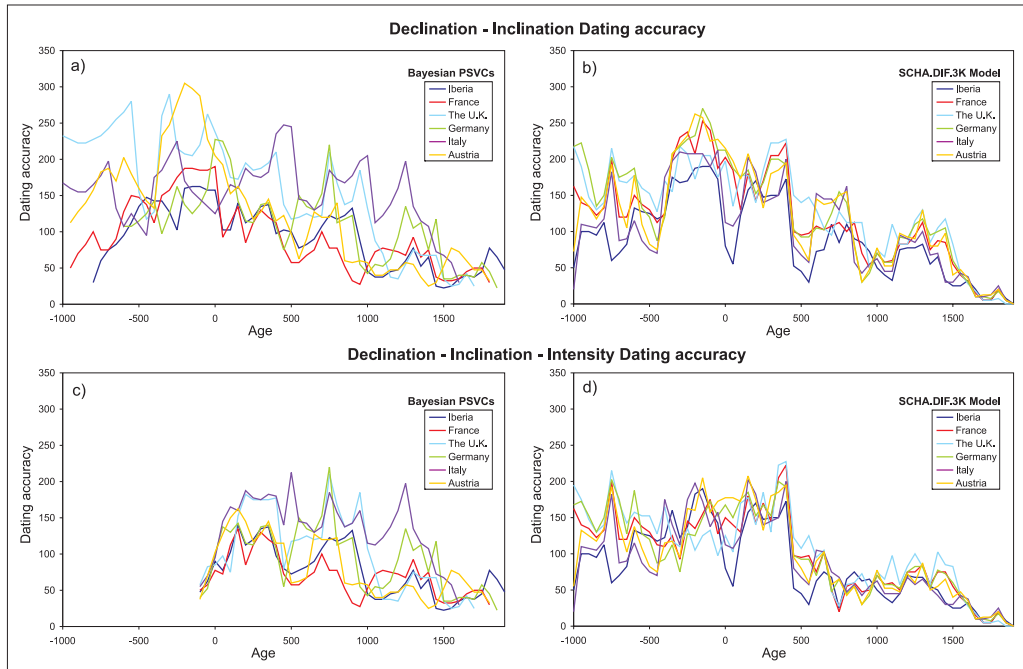 Declination - Inclination Dating accuracy
a)
Bayesian PSVCs
Iberia
France
The U.K.
Germany
Italy
Austria
Dating accuracy
350
300
250
200
150
100
50
0
-1000 -500 0 500 1000 1500
Age
b)
SCHA.DIF.3K Model
Iberia
France
The U.K.
Germany
Italy
Austria
Dating accuracy
350
300
250
200
150
100
50
0
-1000 -500 0 500 1000 1500
Age
Declination - Inclination - Intensity Dating accuracy
c)
Bayesian PSVCs
Iberia
France
The U.K.
Germany
Italy
Austria
Dating accuracy
350
300
250
200
150
100
50
0
-1000 -500 0 500 1000 1500
Age
d)
SCHA.DIF.3K Model
Iberia
France
The U.K.
Germany
Italy
Austria
Dating accuracy
350
300
250
200
150
100
50
0
-1000 -500 0 500 1000 1500
Age